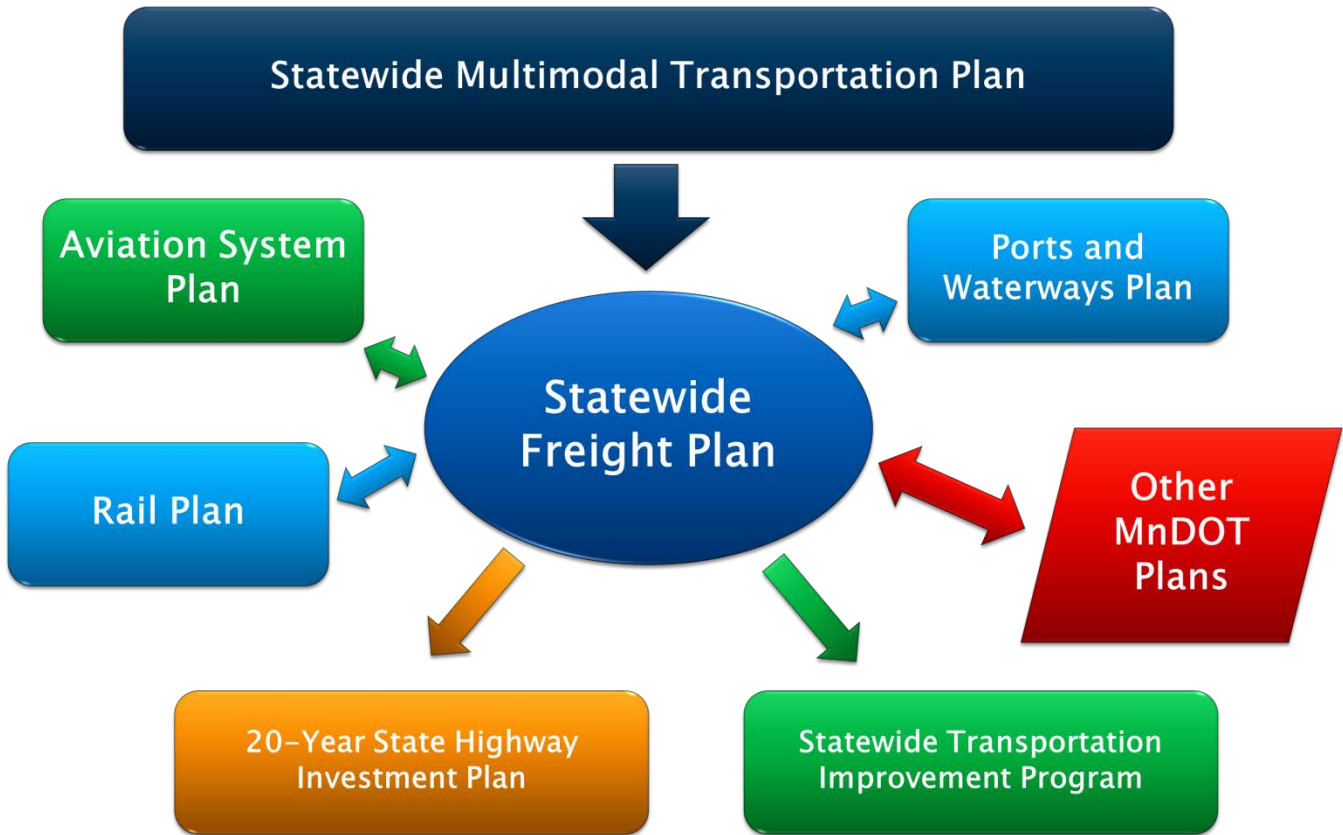 Statewide Multimodal Transportation Plan
Aviation System
Plan
Ports and
Waterways Plan
Statewide
Freight Plan
Rail Plan
Other
MnDOT
Plans
20-Year State Highway
Investment Plan
Statewide Transportation
Improvement Program